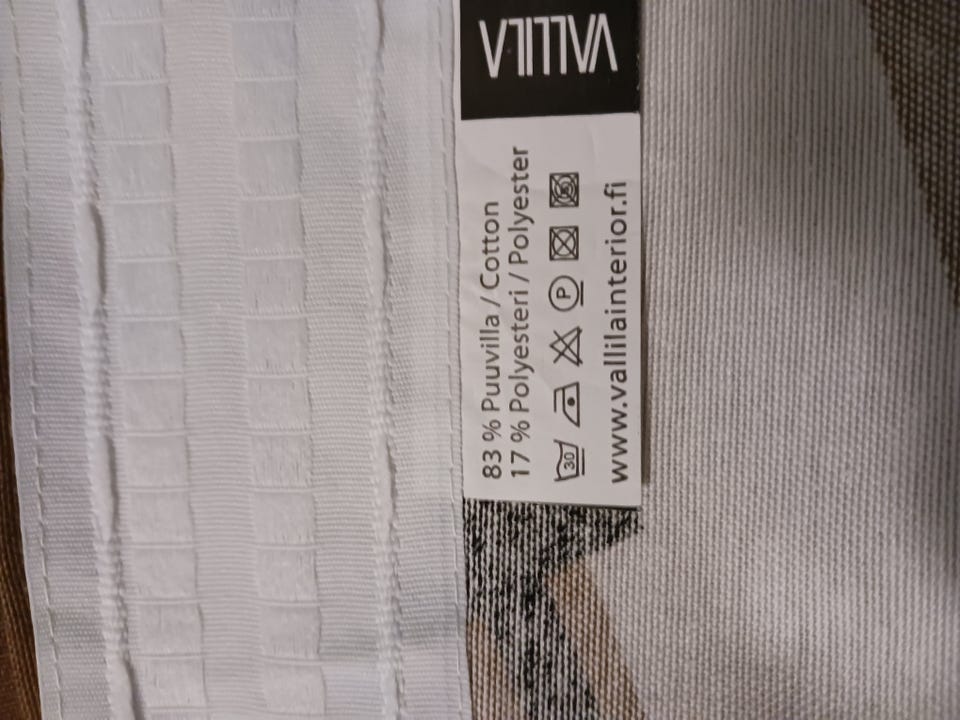 VALLILA
83 % Puuvilla / Cotton
17 % Polyesteri / Polyester
30 P
www.vallilainterior.fi